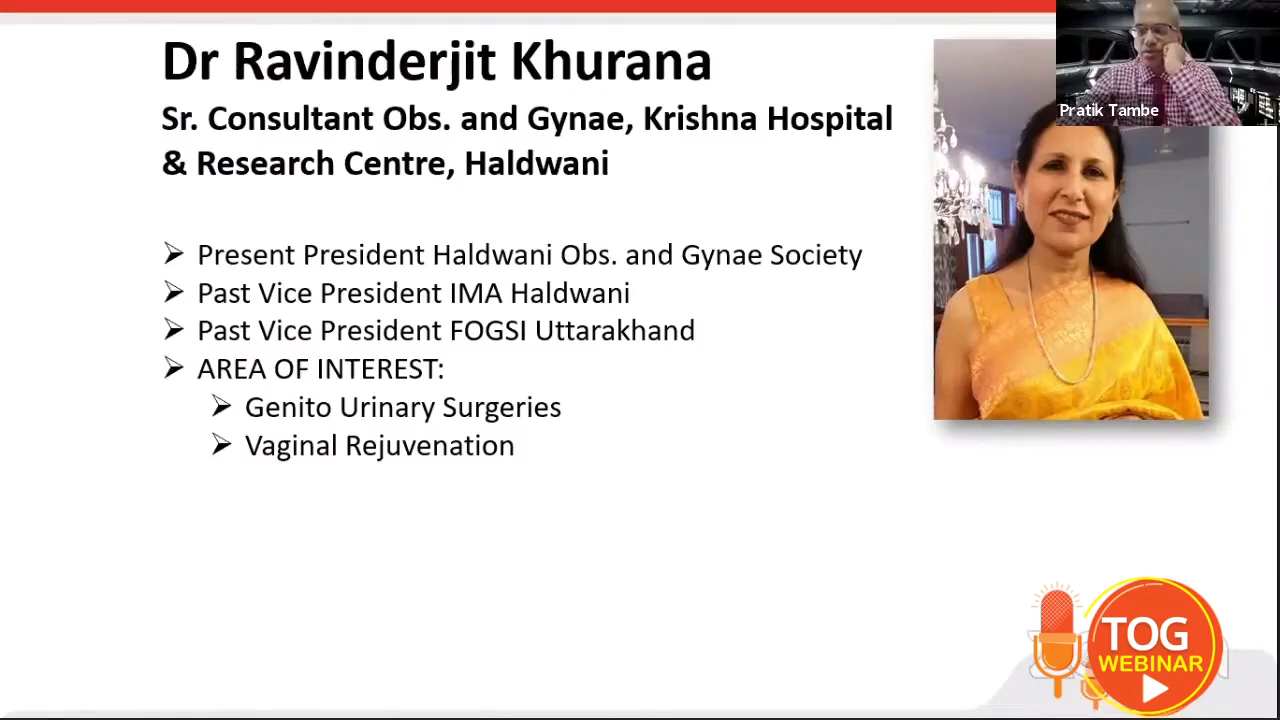 Dr Ravinderjit Khurana
Sr. Consultant Obs. and Gynae, Krishna Hospital
& Research Centre, Haldwani
Pratik Tambe
Present President Haldwani Obs. and Gynae Society
Past Vice President IMA Haldwani
Past Vice President FOGSI Uttarakhand
AREA OF INTEREST:
Genito Urinary Surgeries
Vaginal Rejuvenation
TOG
WEBINAR